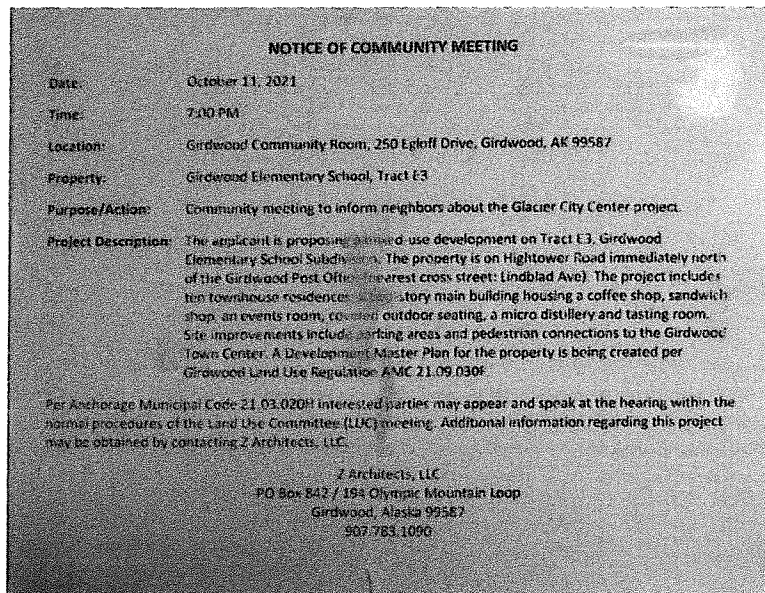 NOTICE OF COMMUNITY MEETING
Date: October 11, 2021
Time: 7:00 PM
Location: Girdwood Community Room, 250 Egloff Drive, Girdwood, AK 99587
Property: Girdwood Elementary School, Tract E3
Purpose/Action: Community meeting to inform neighbors about the Glacier City Center project.
Project Description: The applicant is proposing a mixed-use development on Tract E3, Girdwood
Elementary School Subdivision. The property is on Hightower Road immediately north
of the Girdwood Post Office (nearest cross street: Lindblad Ave). The project includes
ten townhouse residences, story main building housing a coffee shop, sandwich
shop, an events room, covered outdoor seating, a micro distillery and tasting room.
Site improvements include parking areas and pedestrian connections to the Girdwood
Town Center. A Development Master Plan for the property is being created per
Girdwood Land Use Regulation AMC 21.09.030F
Per Anchorage Municipal Code 21.03.020H interested parties may appear and speak at the hearing within the
normal procedures of the Land Use Committee (LUC) meeting. Additional information regarding this project
may be obtained by contacting Z Architects, LLC.
Z Architects, LLC
PO Box 842 / 194 Olympic Mountain Loop
Girdwood, Alaska 99587
907.783.1090